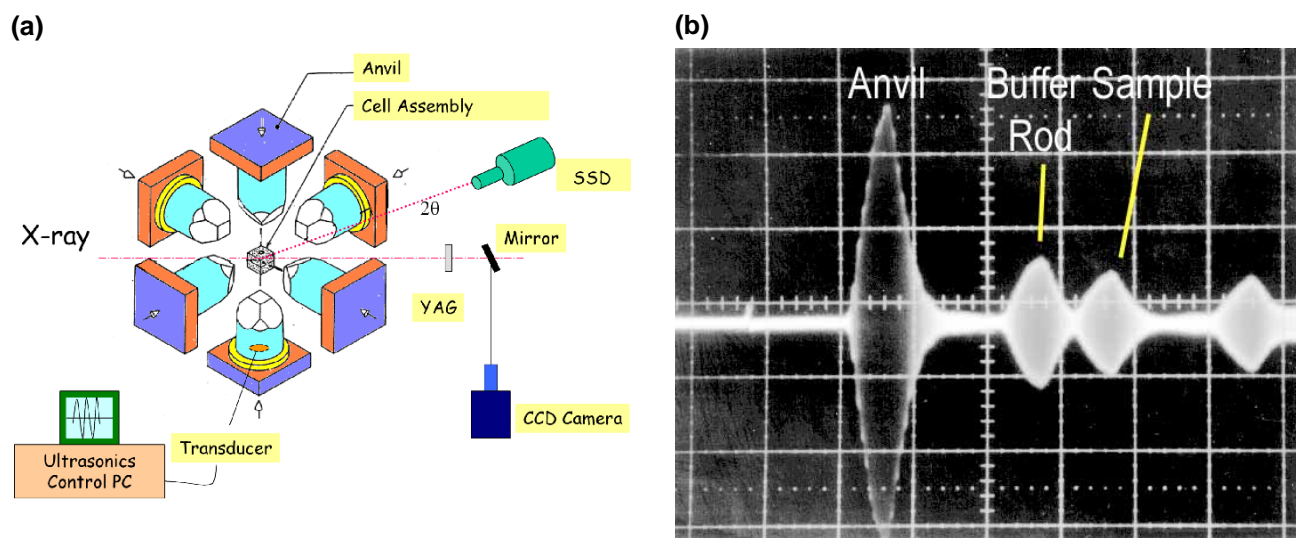 (a)
Anvil
Cell Assembly
SSD
2θ
X-ray
Mirror
YAG
CCD Camera
Transducer
Ultrasonics
Control PC
(b)
Anvil
Buffer Sample
Rod